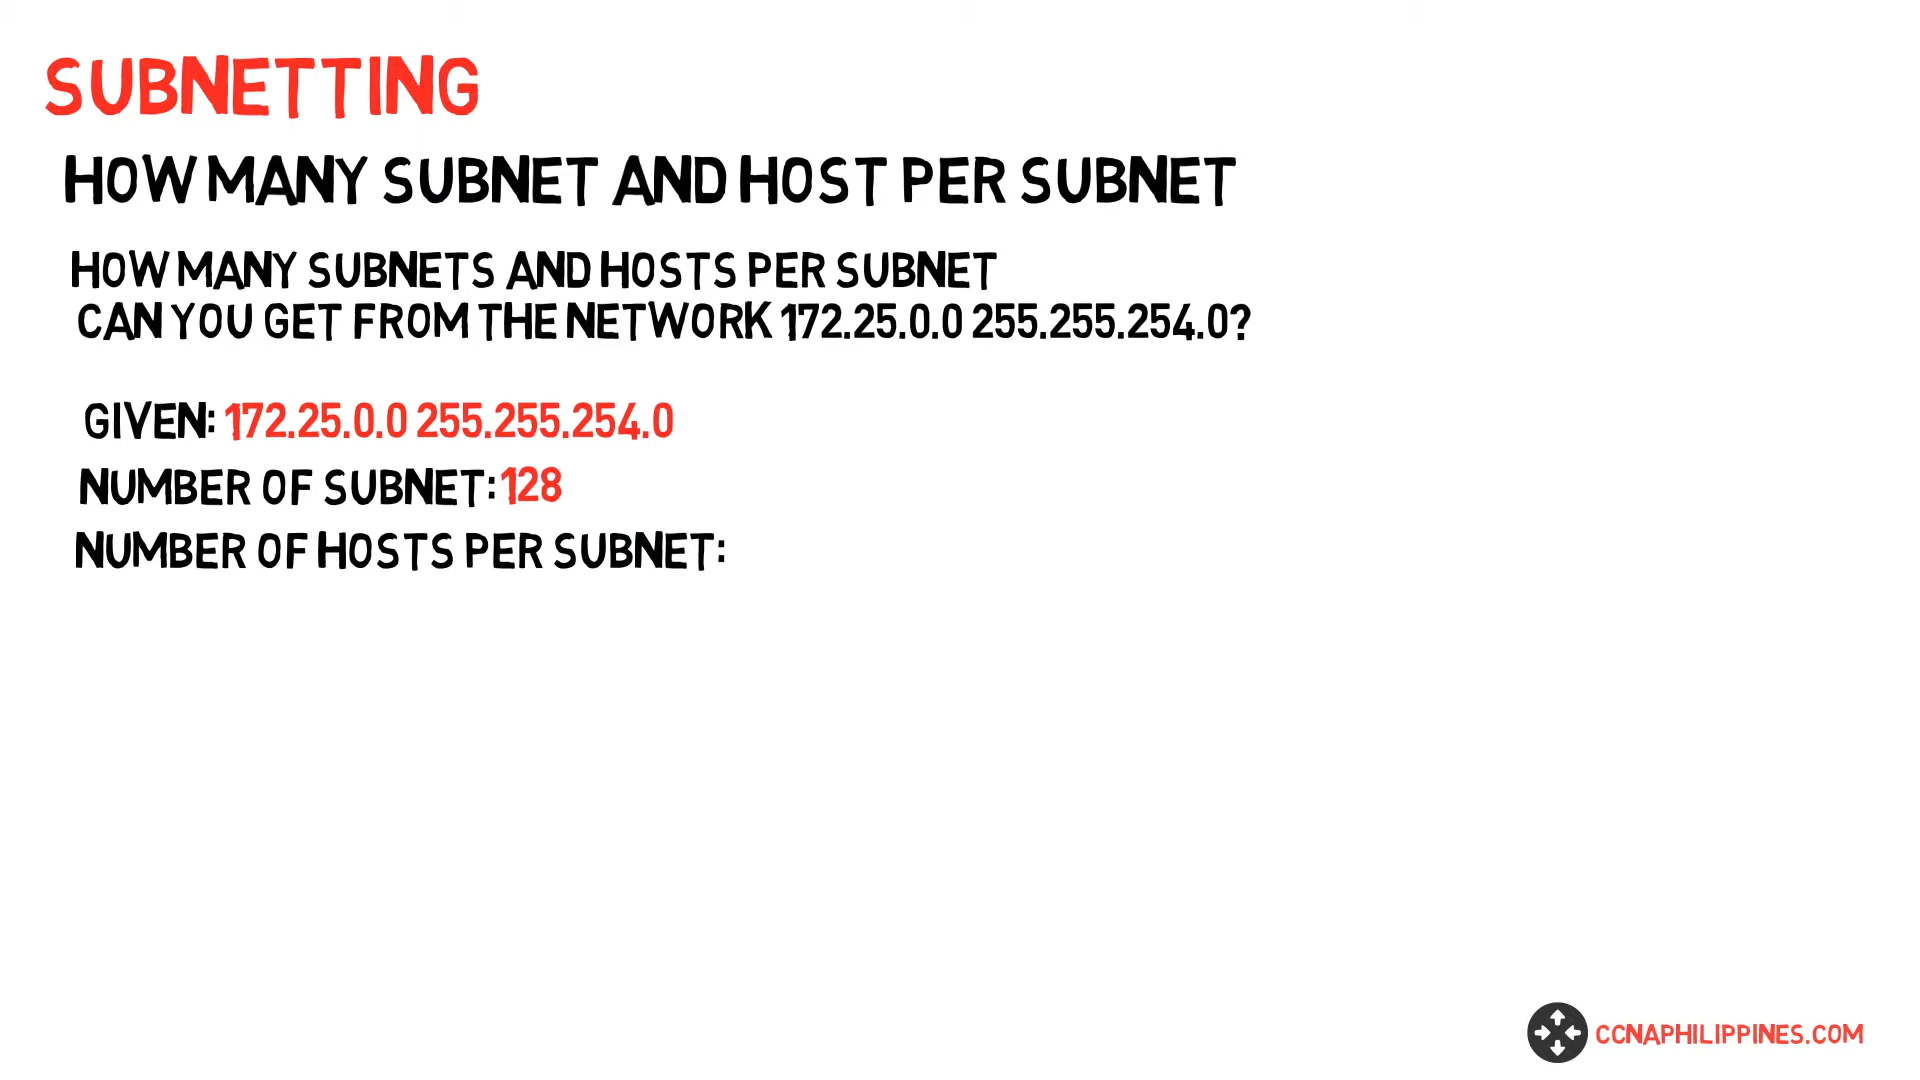 SUBNETTING
HOW MANY SUBNET AND HOST PER SUBNET
HOW MANY SUBNETS AND HOSTS PER SUBNET
CAN YOU GET FROM THE NETWORK 172.25.0.0 255.255.254.0?
GIVEN: 172.25.0.0 255.255.254.0
NUMBER OF SUBNET: 128
NUMBER OF HOSTS PER SUBNET:
CCNAPHILIPPINES.COM